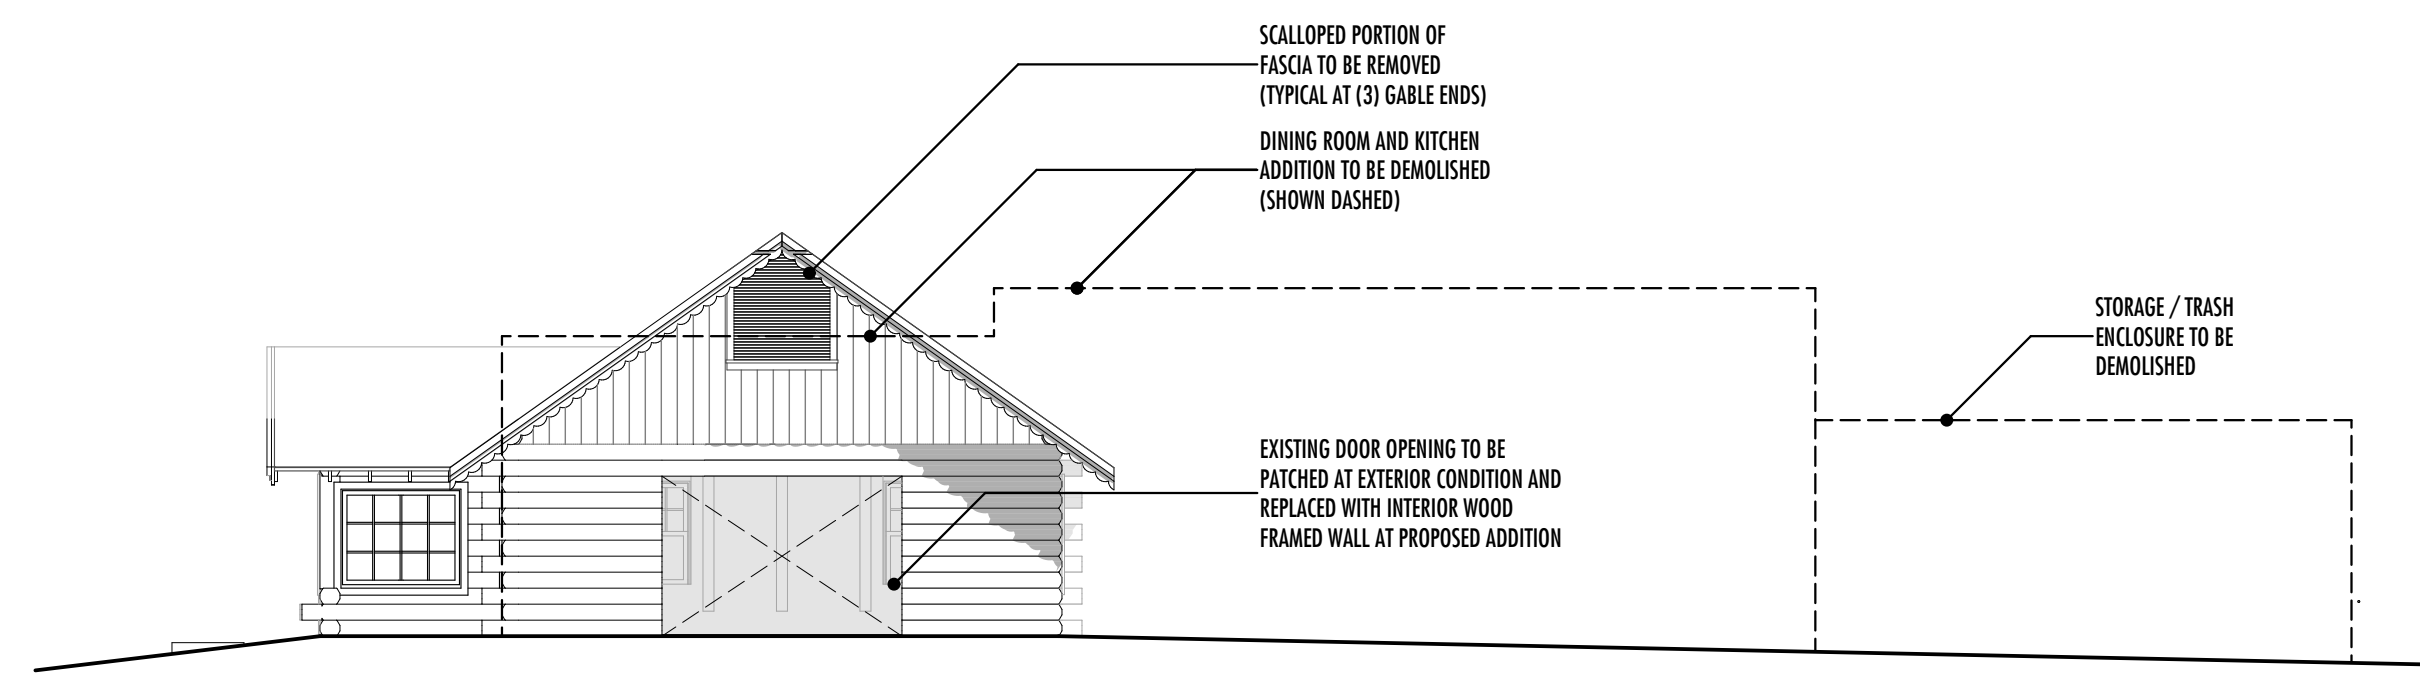 SCALLOPED PORTION OF
FASCIA TO BE REMOVED
(TYPICAL AT (3) GABLE ENDS)
DINING ROOM AND KITCHEN
ADDITION TO BE DEMOLISHED
(SHOWN DASHED)
STORAGE / TRASH
ENCLOSURE TO BE
DEMOLISHED
EXISTING DOOR OPENING TO BE
PATCHED AT EXTERIOR CONDITION AND
REPLACED WITH INTERIOR WOOD
FRAMED WALL AT PROPOSED ADDITION